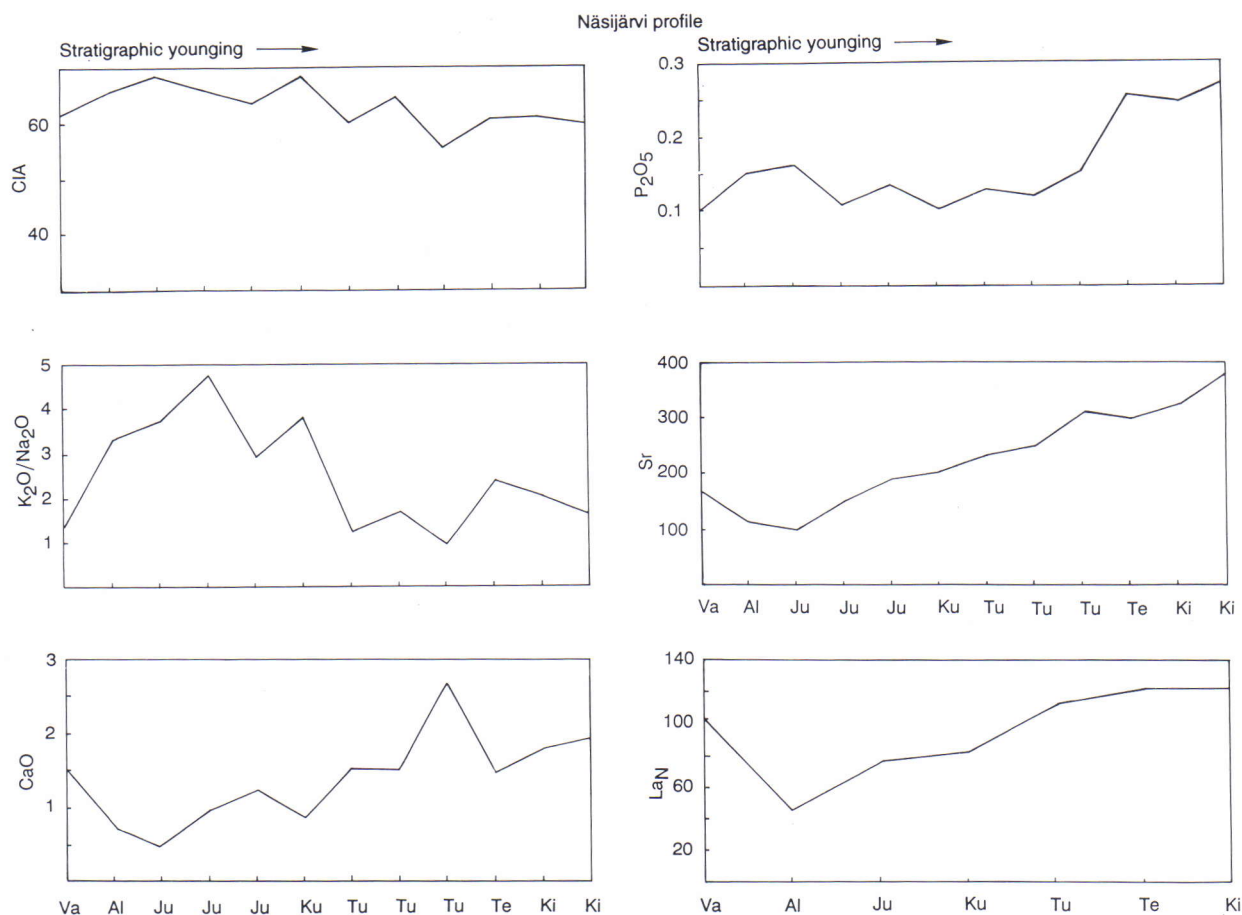 Näsijärvi profile
Stratigraphic younging
CIA
60
40
Stratigraphic younging
P2O5
0.3
0.2
0.1
K2O/Na2O
5
4
3
2
1
Sr
400
300
200
100
Va Al Ju Ju Ju Ku Tu Tu Tu Te Ki Ki
CaO
3
2
1
Va Al Ju Ju Ju Ku Tu Tu Tu Te Ki Ki
LaN
140
100
60
20
Va Al Ju Ku Tu Te Ki